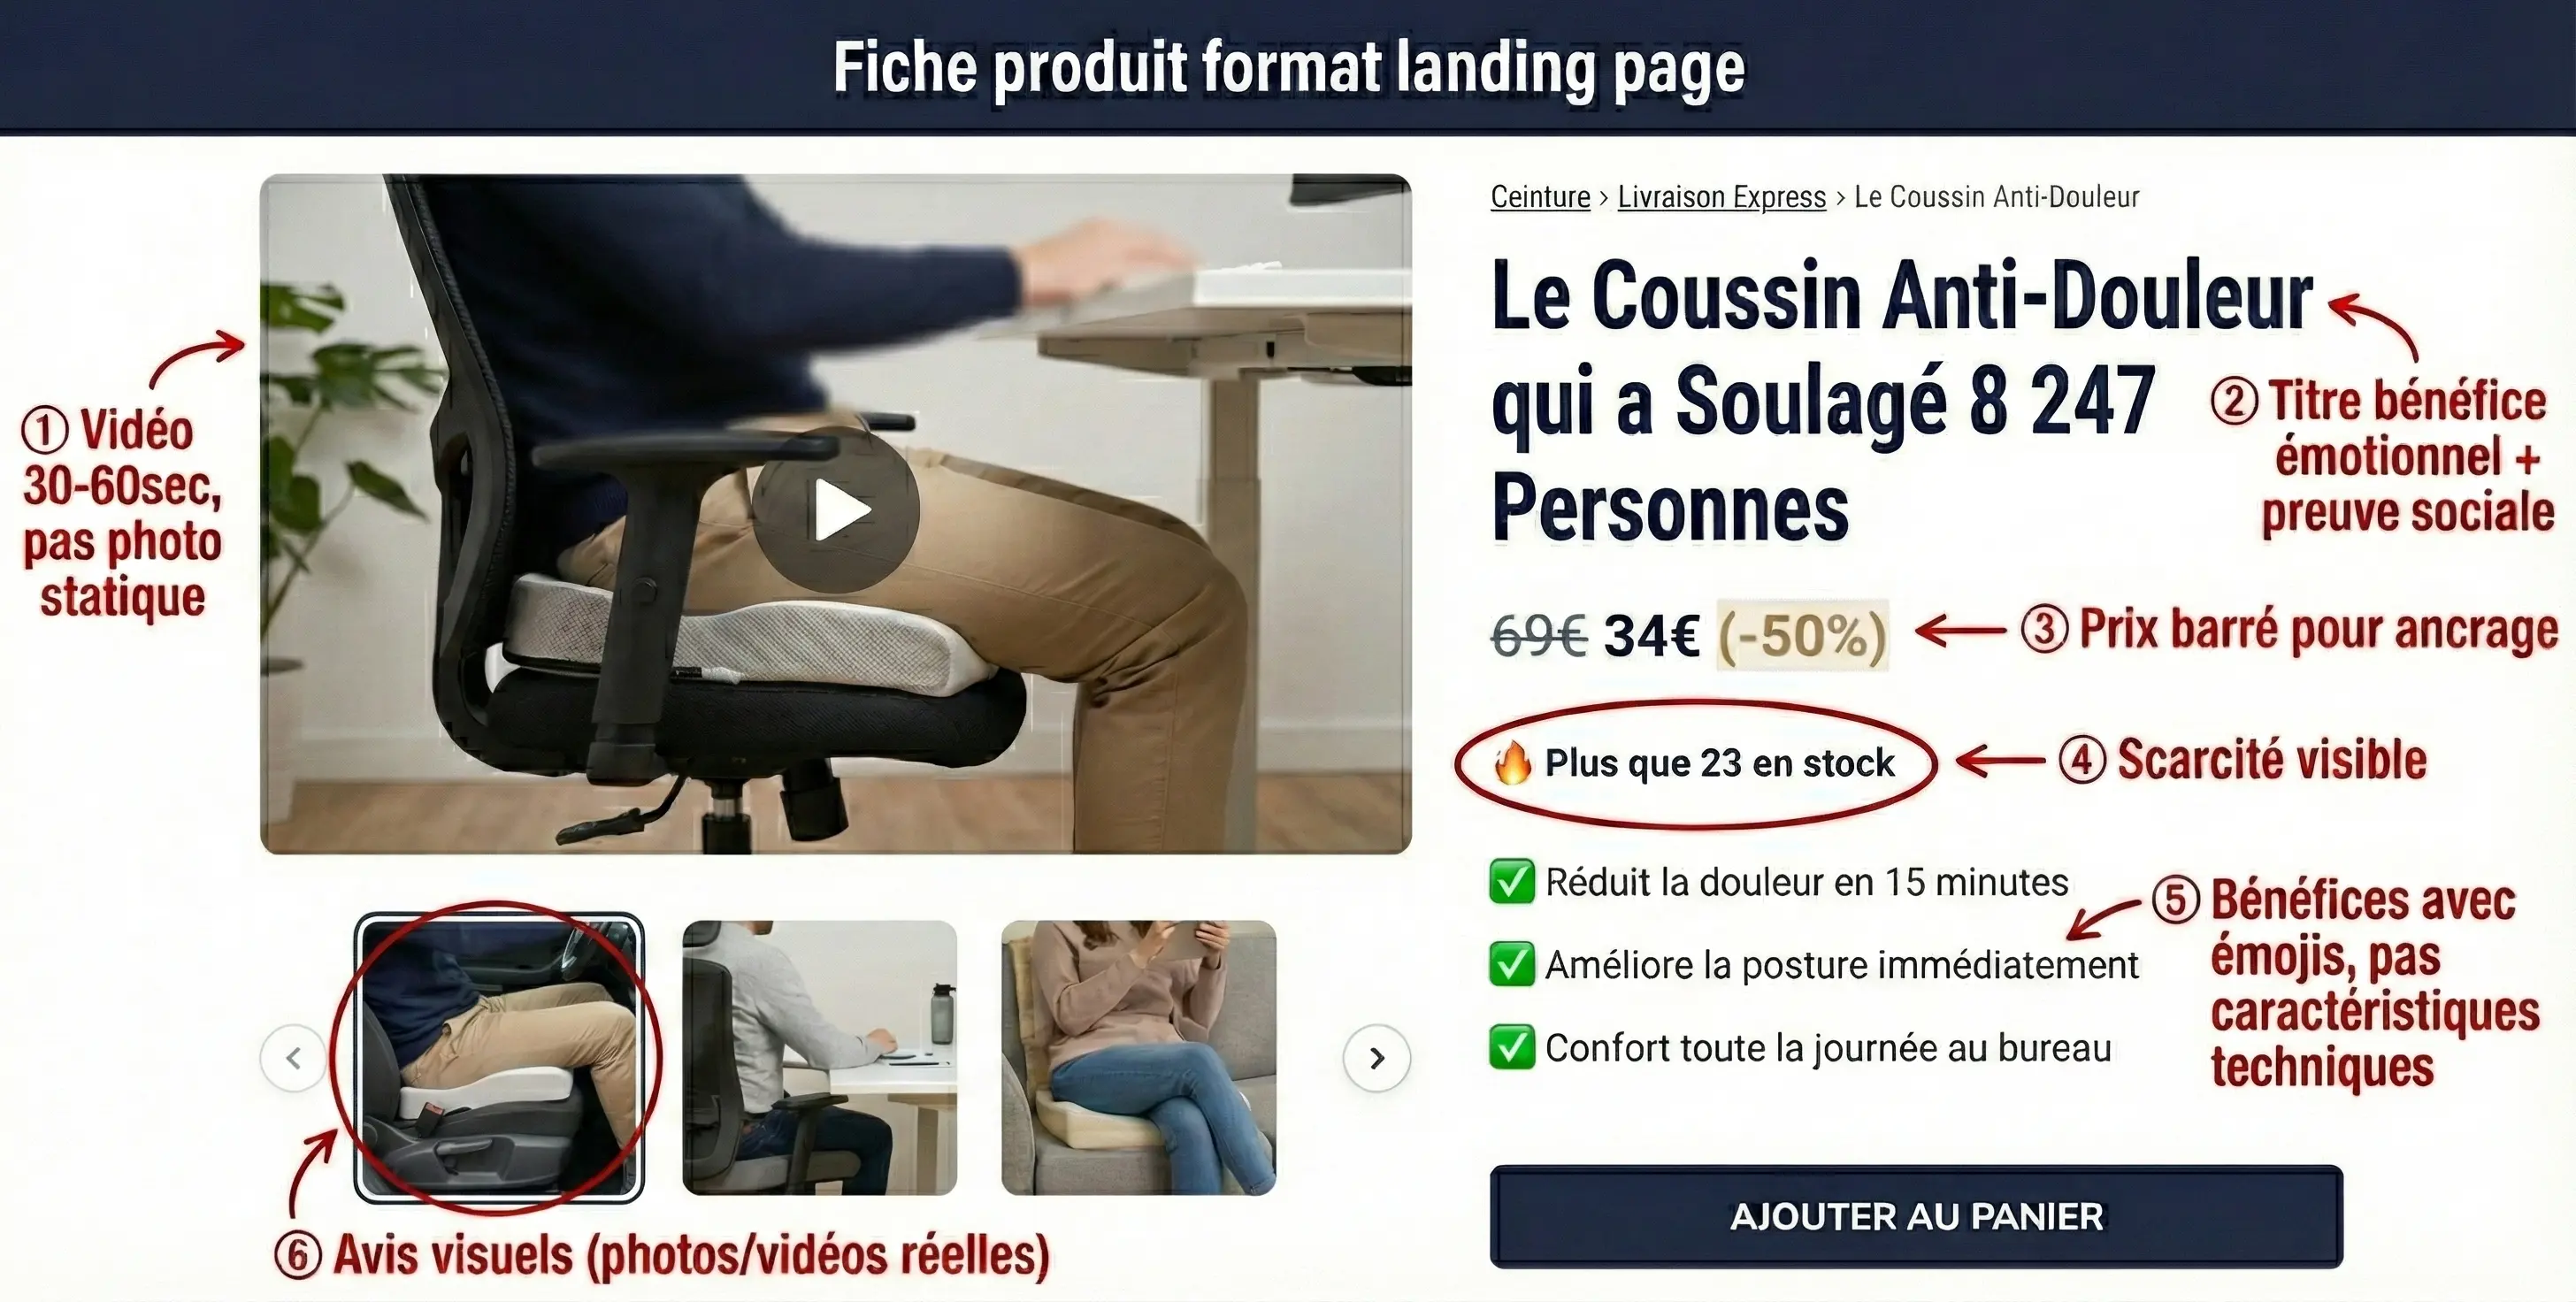 Fiche produit format landing page
① Vidéo
30-60sec,
pas photo
statique
Ceinture › Livraison Express › Le Coussin Anti-Douleur
Le Coussin Anti-Douleur
qui a Soulagé 8 247
Personnes
② Titre bénéfice
émotionnel +
preuve sociale
69€ 34€ (-50%)
③ Prix barré pour ancrage
🔥 Plus que 23 en stock
④ Scarcité visible
✅ Réduit la douleur en 15 minutes
✅ Améliore la posture immédiatement
✅ Confort toute la journée au bureau
⑤ Bénéfices avec
émojis, pas
caractéristiques
techniques
⑥ Avis visuels (photos/vidéos réelles)
AJOUTER AU PANIER